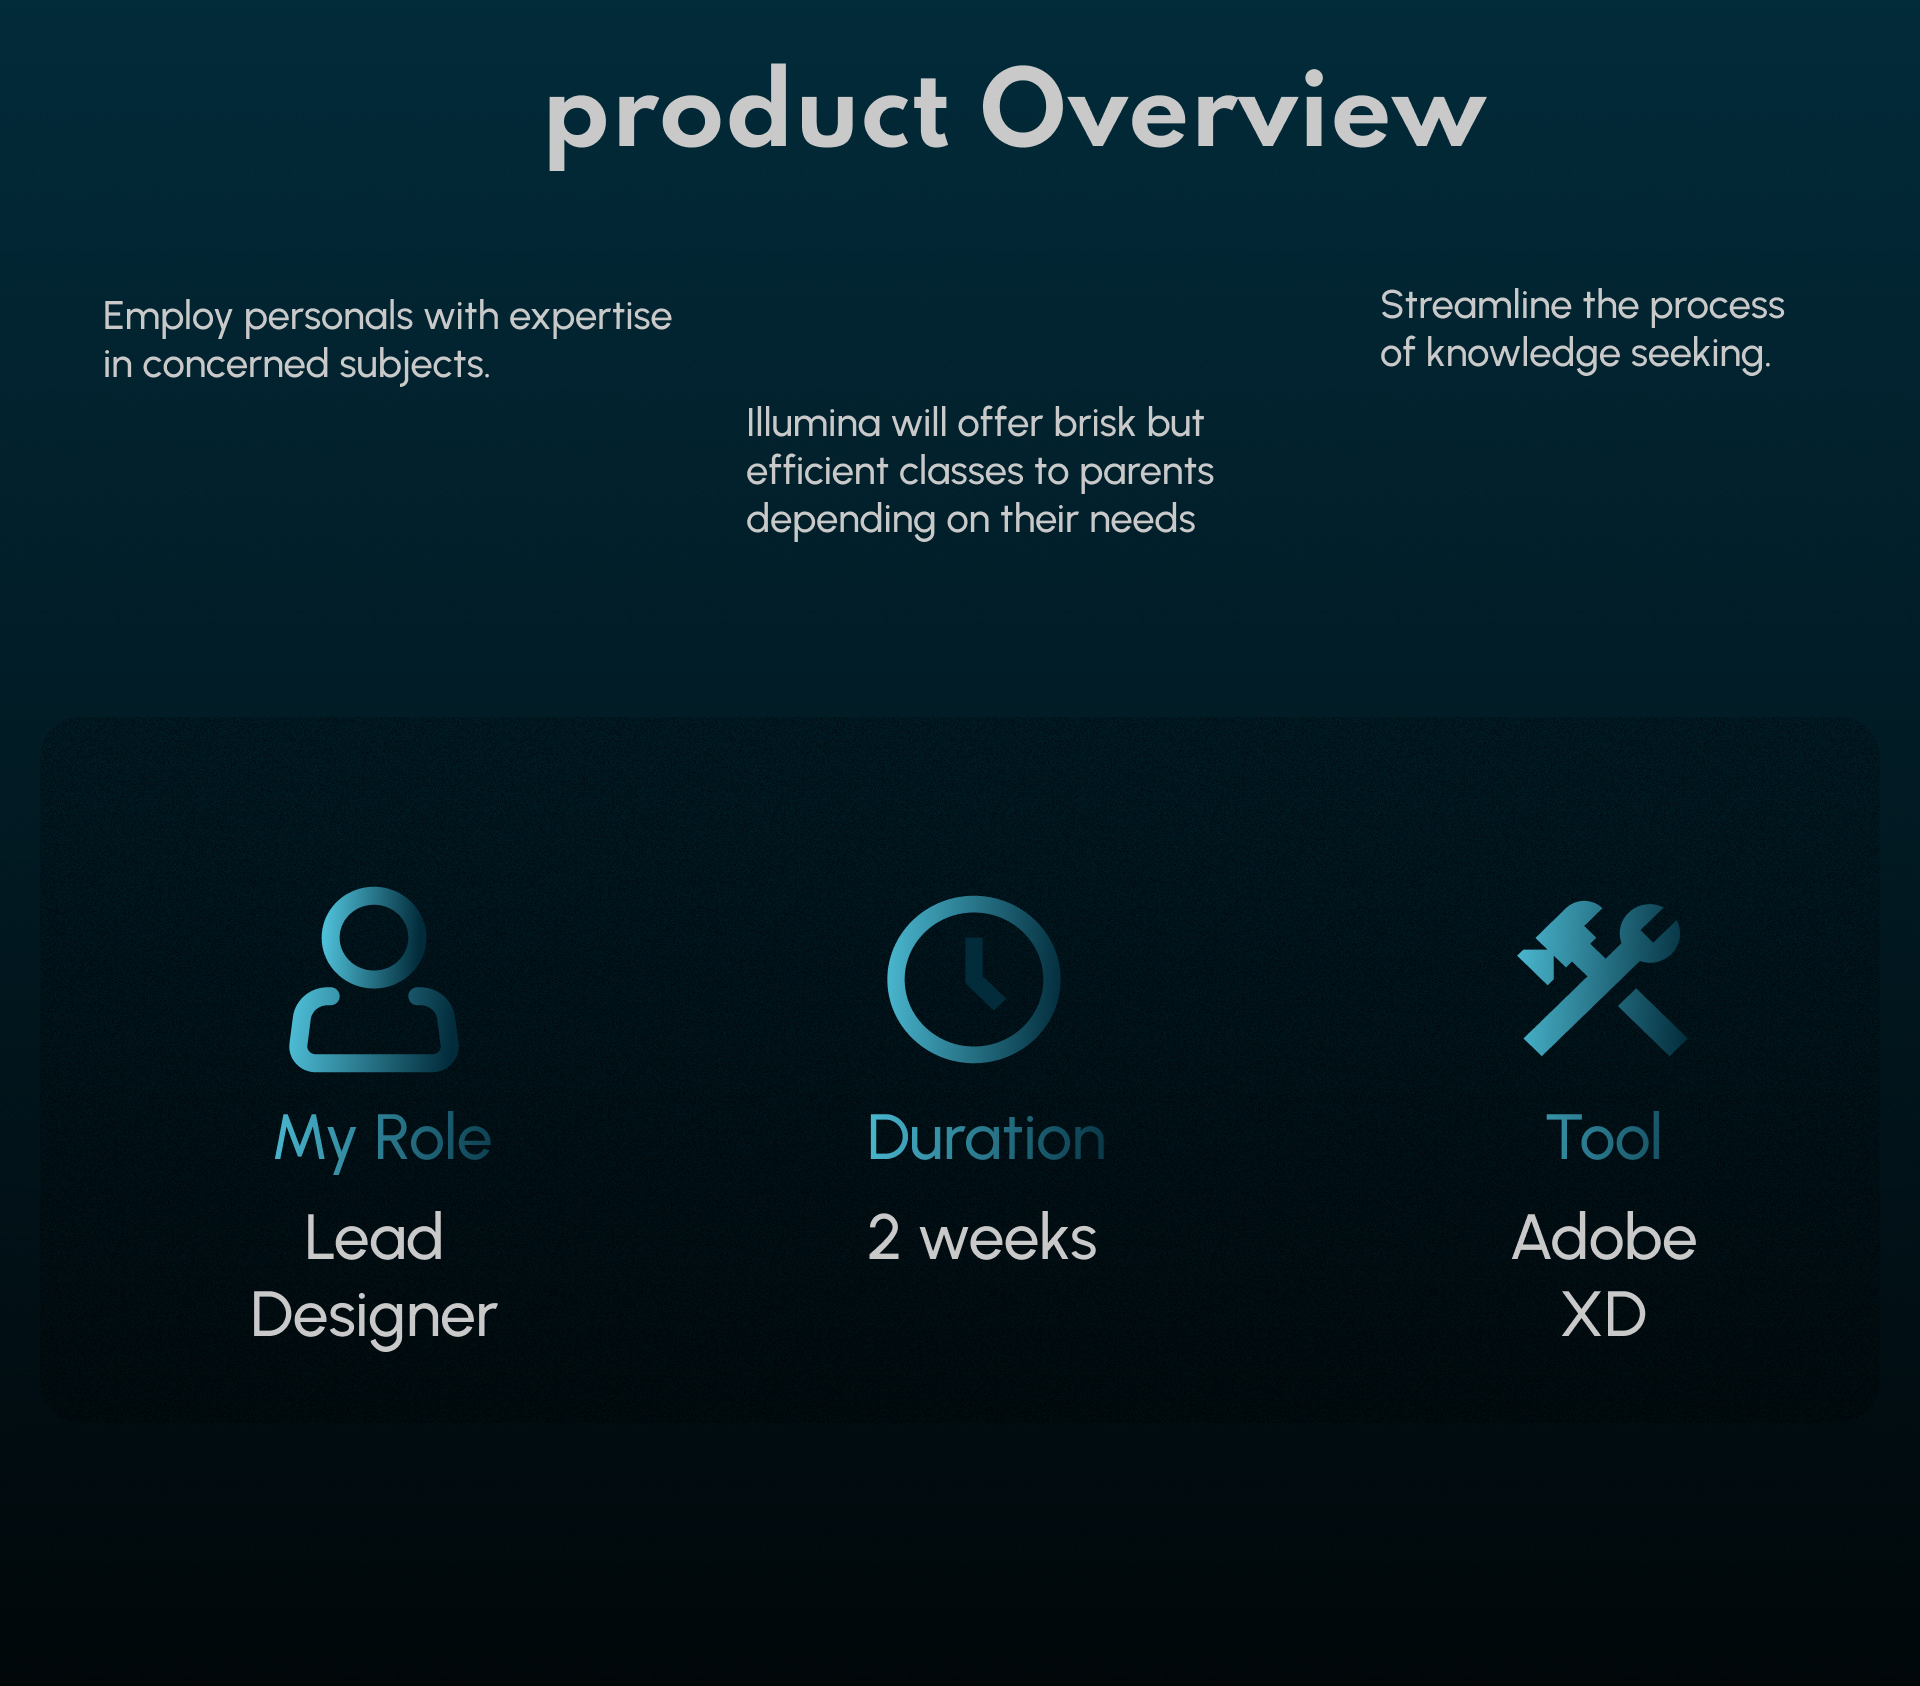 product Overview
Employ personals with expertise
in concerned subjects.
Illumina will offer brisk but
efficient classes to parents
depending on their needs
Streamline the process
of knowledge seeking.
My Role
Lead
Designer
Duration
2 weeks
Tool
Adobe
XD